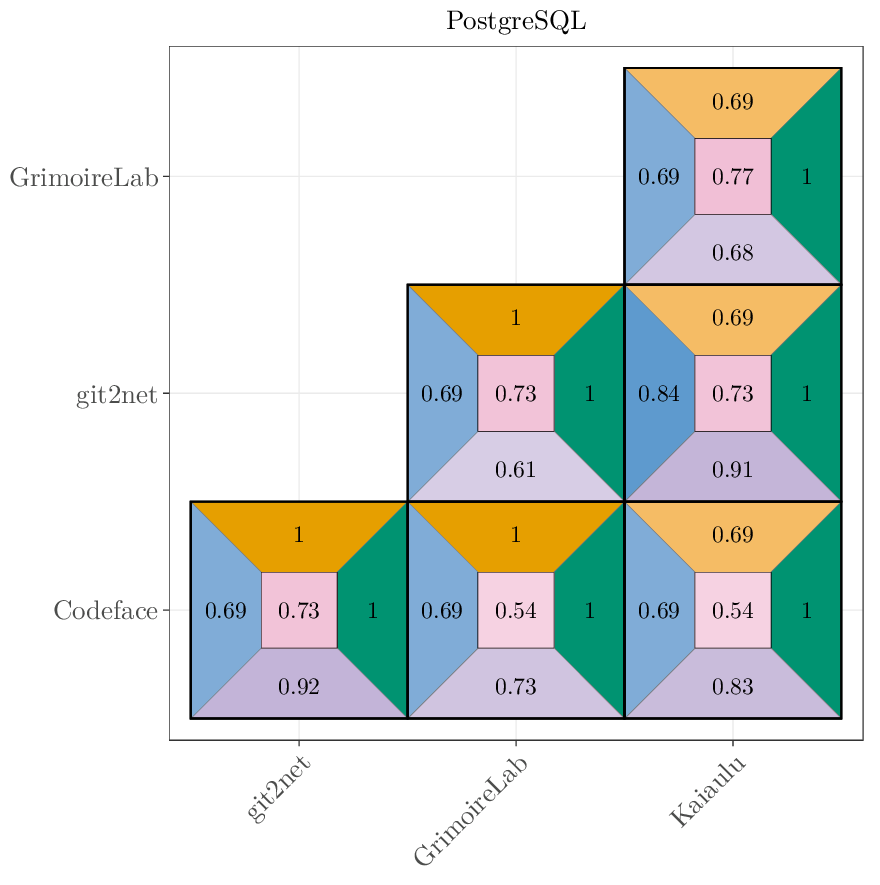 PostgreSQL
0.69
GrimoireLab 0.69 0.77 1
0.68
1 0.69
git2net 0.69 0.73 1 0.84 0.73 1
0.61 0.91
1 1 0.69
Codeface 0.69 0.73 1 0.69 0.54 1 0.69 0.54 1
0.92 0.73 0.83
git2net GrimoireLab Kaiaulu